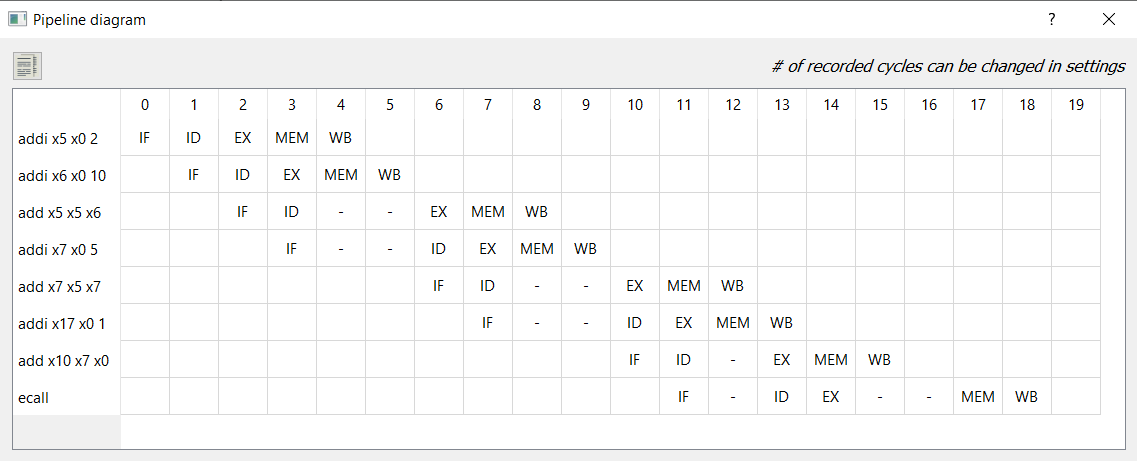 Pipeline diagram ?
# of recorded cycles can be changed in settings
0 1 2 3 4 5 6 7 8 9 10 11 12 13 14 15 16 17 18 19
addi x5 x0 2 IF ID EX MEM WB
addi x6 x0 10 IF ID EX MEM WB
add x5 x5 x6 IF ID - - EX MEM WB
addi x7 x0 5 IF - - ID EX MEM WB
add x7 x5 x7 IF ID - - EX MEM WB
addi x17 x0 1 IF - - ID EX MEM WB
add x10 x7 x0 IF ID - EX MEM WB
ecall IF - ID EX - - MEM WB